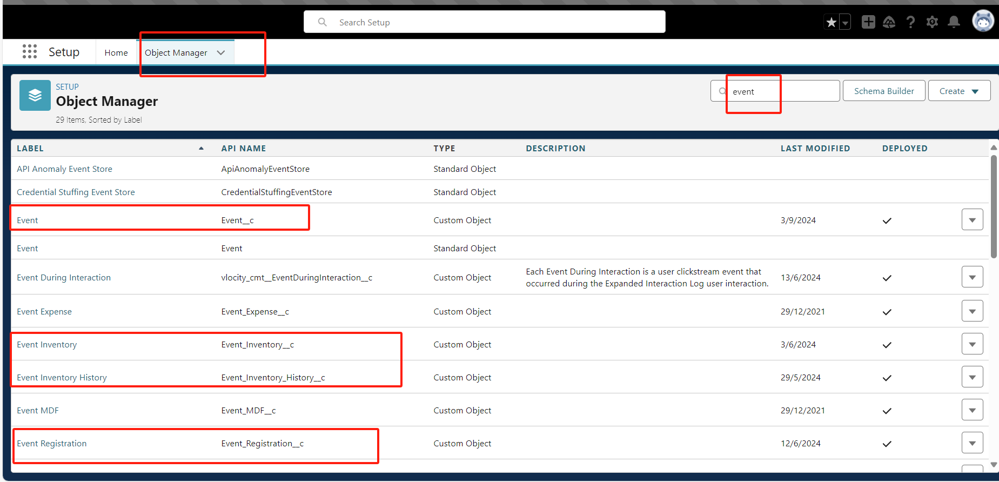 Search Setup
Setup
Home
Object Manager
SETUP
Object Manager
29 Items, Sorted by Label
event
Schema Builder
Create
LABEL API NAME TYPE DESCRIPTION LAST MODIFIED DEPLOYED
API Anomaly Event Store ApiAnomalyEventStore Standard Object
Credential Stuffing Event Store CredentialStuffingEventStore Standard Object
Event Event__c Custom Object 3/9/2024
Event Event Standard Object
Event During Interaction vlocity_cmt__EventDuringInteraction__c Custom Object Each Event During Interaction is a user clickstream event that
occurred during the Expanded Interaction Log user interaction. 13/6/2024
Event Expense Event_Expense__c Custom Object 29/12/2021
Event Inventory Event_Inventory__c Custom Object 3/6/2024
Event Inventory History Event_Inventory_History__c Custom Object 29/5/2024
Event MDF Event_MDF__c Custom Object 29/12/2021
Event Registration Event_Registration__c Custom Object 12/6/2024